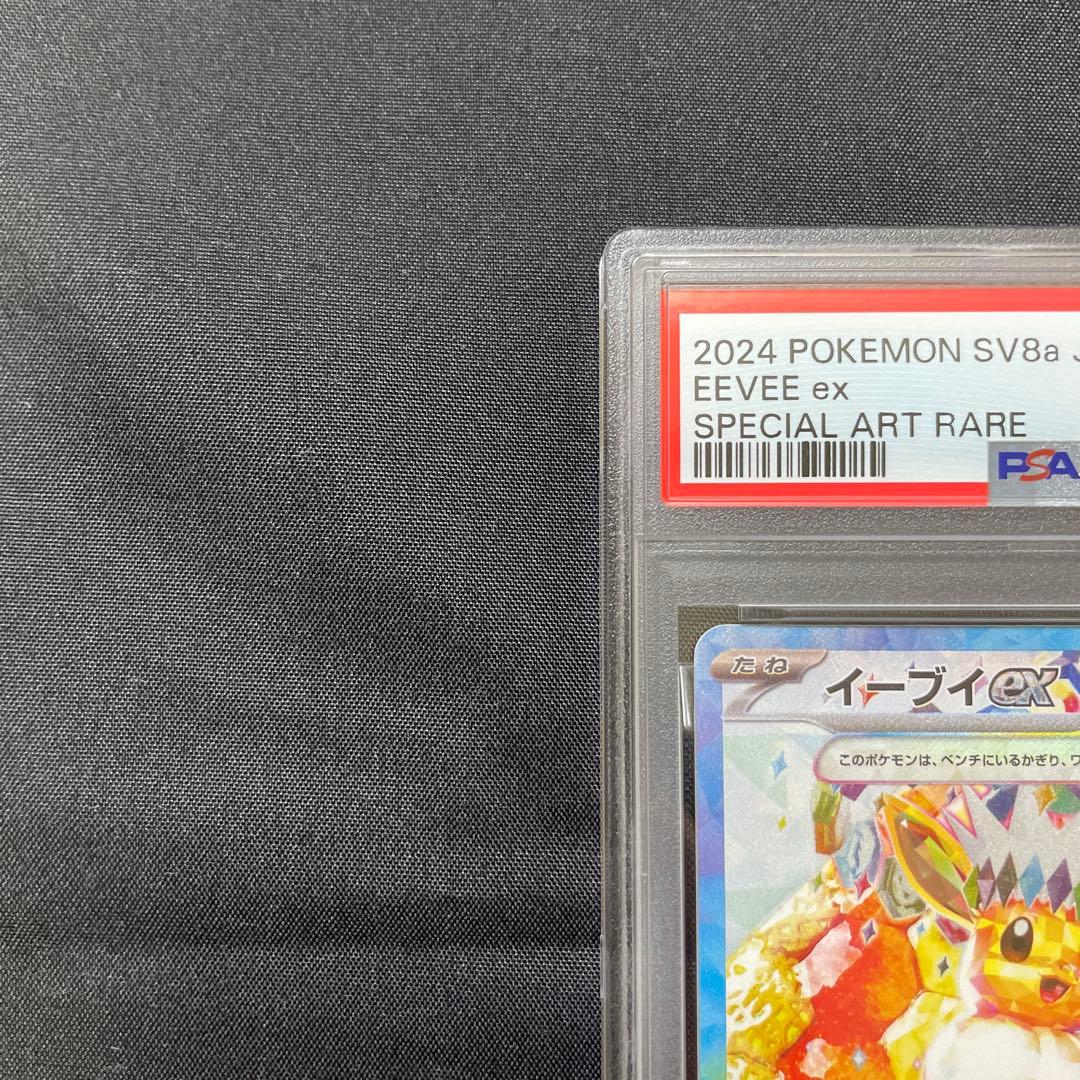 2024 POKEMON SV8a J
EEVEE ex
SPECIAL ART RARE
PSA
たね
イーブイex
このポケモンは、ベンチにいるかぎり、ワ